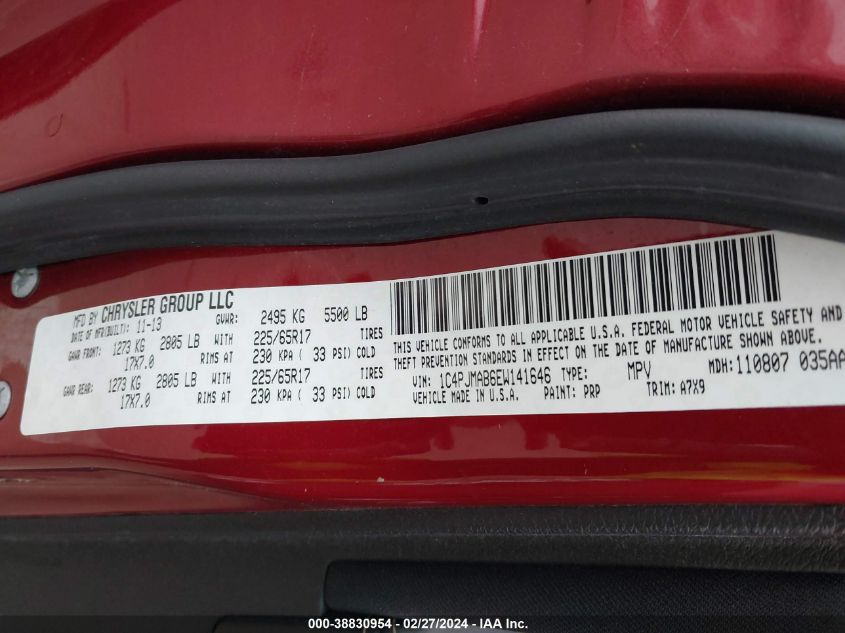 MFD BY CHRYSLER GROUP LLC
DATE OF MFR(BUILT): 11-13 GVWR: 2495 KG 5500 LB
GAWR FRONT: 1273 KG 2805 LB WITH 225/65R17 TIRES
17X7.0 RIMS AT 230 KPA ( 33 PSI) COLD
GAWR REAR: 1273 KG 2805 LB WITH 225/65R17 TIRES
17X7.0 RIMS AT 230 KPA ( 33 PSI) COLD
THIS VEHICLE CONFORMS TO ALL APPLICABLE U.S.A. FEDERAL MOTOR VEHICLE SAFETY AND
THEFT PREVENTION STANDARDS IN EFFECT ON THE DATE OF MANUFACTURE SHOWN ABOVE.
VIN: 1C4PJMAB6EW141646 TYPE: MPV MDH:110807 035AA
VEHICLE MADE IN U.S.A. PAINT: PRP TRIM: A7X9
000-38830954 - 02/27/2024 - IAA Inc.